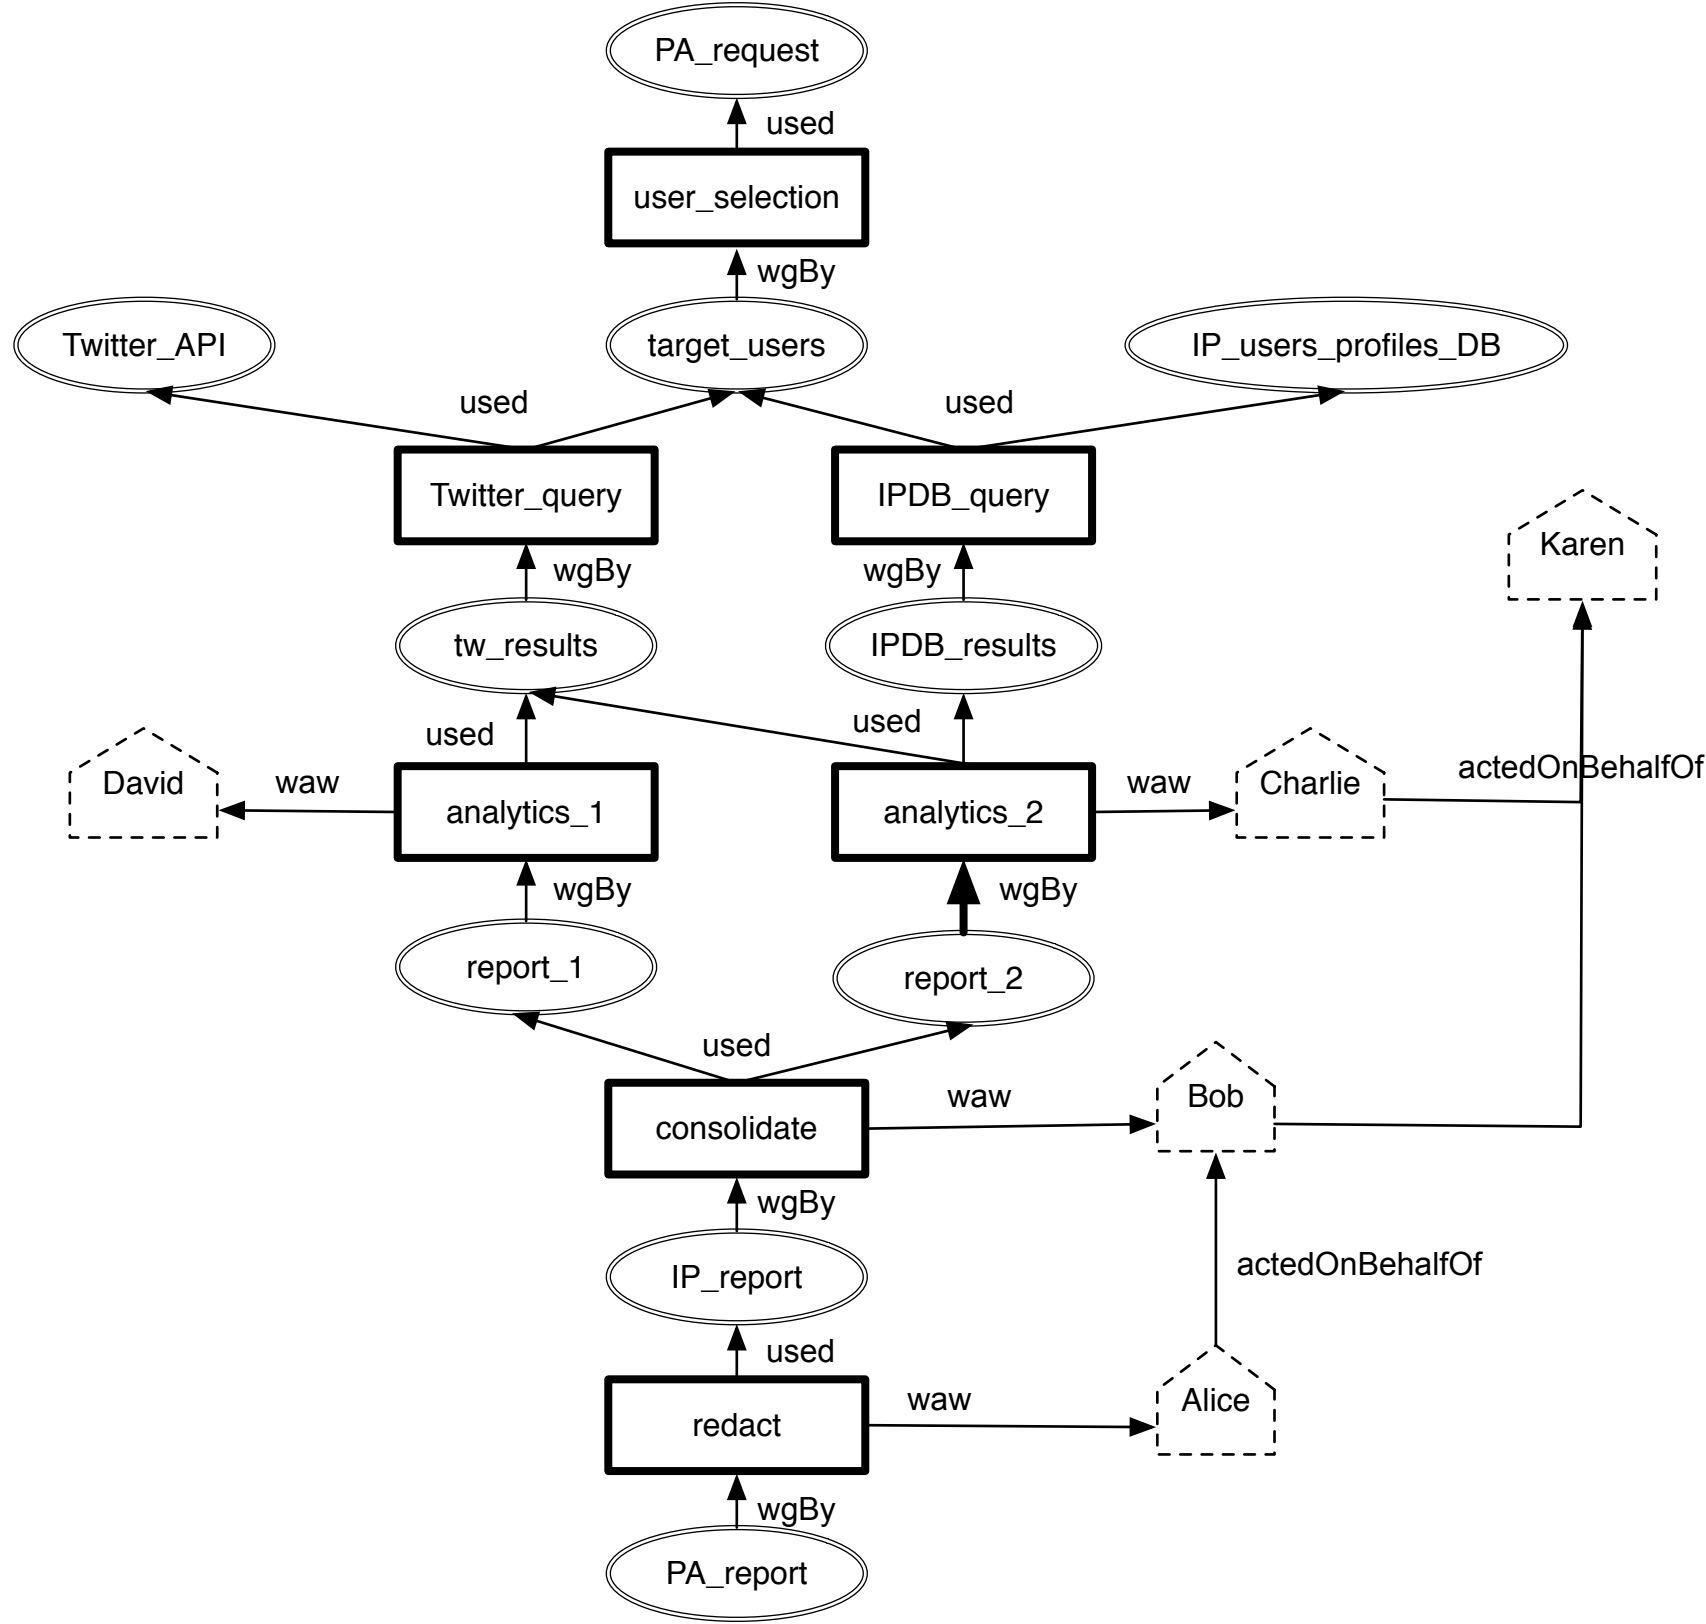 PA_request
used
user_selection
wgBy
Twitter_API
target_users
IP_users_profiles_DB
used
used
Twitter_query
IPDB_query
Karen
wgBy
wgBy
tw_results
IPDB_results
used
used
David
waw
analytics_1
analytics_2
waw
Charlie
actedOnBehalfOf
wgBy
wgBy
report_1
report_2
used
consolidate
waw
Bob
wgBy
IP_report
actedOnBehalfOf
used
redact
waw
Alice
wgBy
PA_report